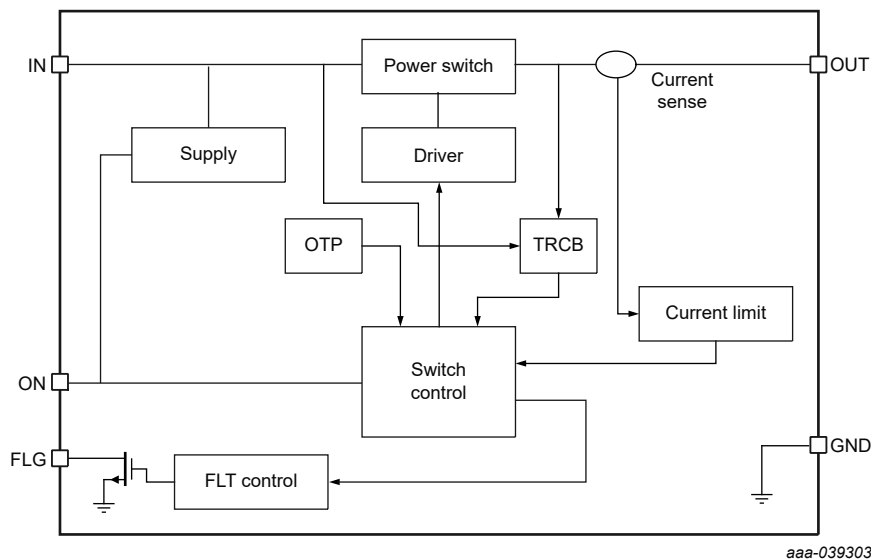 IN
Power switch
OUT
Current
sense
Supply
Driver
OTP
TRCB
Current limit
Switch
control
ON
FLG
FLT control
GND
aaa-039303